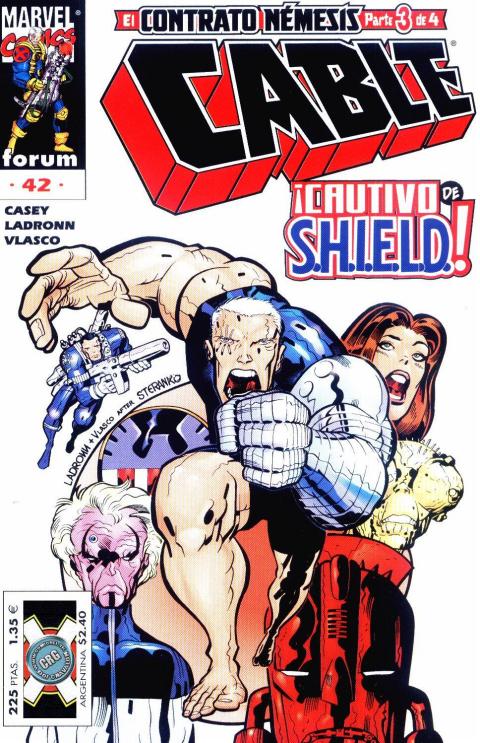 MARVEL COMICS
forum
· 42 ·
CASEY
LADRONN
VLASCO
EL CONTRATO NÉMESIS Parte 3 de 4
CABLE
¡CAUTIVO DE
S.H.I.E.L.D.!
LADRONN + VLASCO AFTER STERANKO
225 PTAS. 1.35 €
CRG
ARGENTINA $2.40